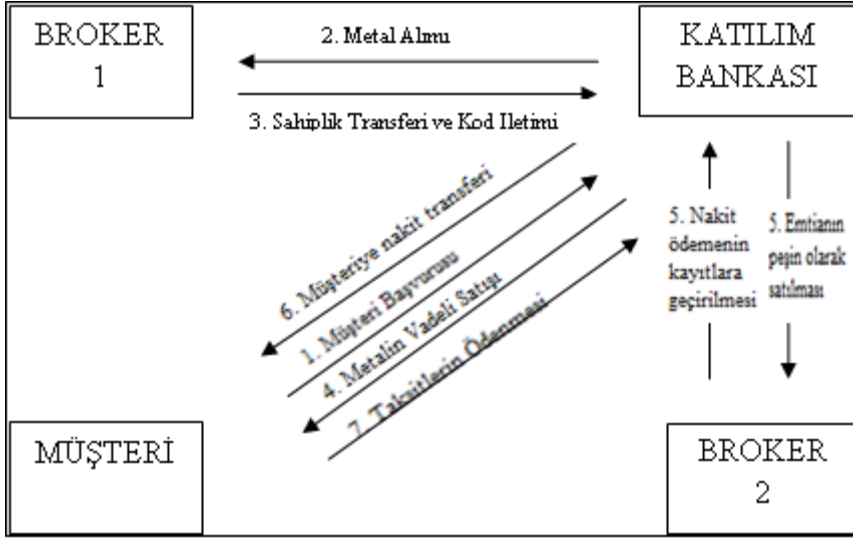 BROKER
1
2. Metal Alımı
KATILIM
BANKASI
3. Sahiplik Transferi ve Kod Iletimi
6. Müşteriye nakit transferi
1. Müşteri Başvurusu
4. Metalin Vadeli Satışı
7. Taksitlerin Ödenmesi
5. Nakit
ödemenin
kayıtlara
geçirilmesi
5. Emtianın
peşin olarak
satılması
MÜŞTERİ
BROKER
2